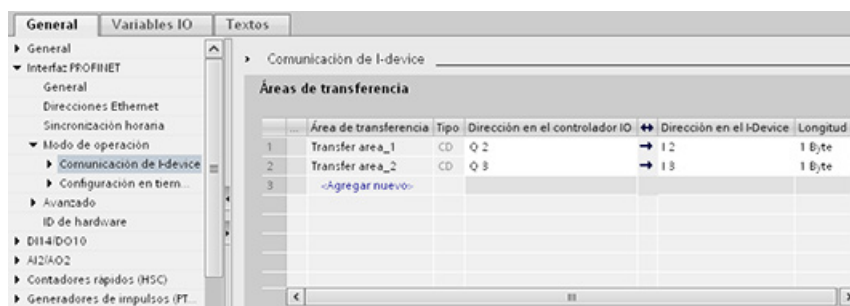 General Variables IO Textos
General
Interfaz PROFINET
General
Direcciones Ethernet
Sincronización horaria
Modo de operación
Comunicación de I-device
Configuración en tiem...
Avanzado
ID de hardware
DI14/DO10
AI2/AO2
Contadores rápidos (HSC)
Generadores de impulsos (PT...
Comunicación de I-device
Áreas de transferencia
... Área de transferencia Tipo Dirección en el controlador IO ↔ Dirección en el I-Device Longitud
1 Transfer area_1 CD Q 2 → I 2 1 Byte
2 Transfer area_2 CD Q 3 → I 3 1 Byte
3 <Agregar nuevo>